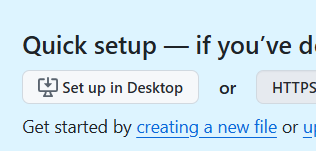 Quick setup — if you've d
Set up in Desktop or HTTPS
Get started by creating a new file or up